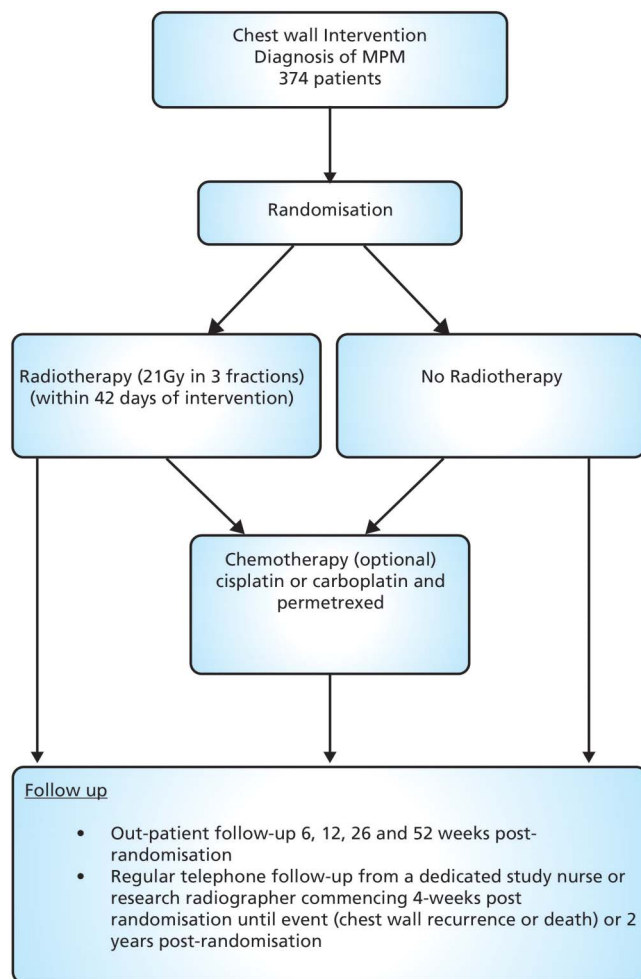 Chest wall Intervention
Diagnosis of MPM
374 patients
Randomisation
Radiotherapy (21Gy in 3 fractions)
(within 42 days of intervention)
No Radiotherapy
Chemotherapy (optional)
cisplatin or carboplatin and
permetrexed
Follow up
• Out-patient follow-up 6, 12, 26 and 52 weeks post-
randomisation
• Regular telephone follow-up from a dedicated study nurse or
research radiographer commencing 4-weeks post
randomisation until event (chest wall recurrence or death) or 2
years post-randomisation